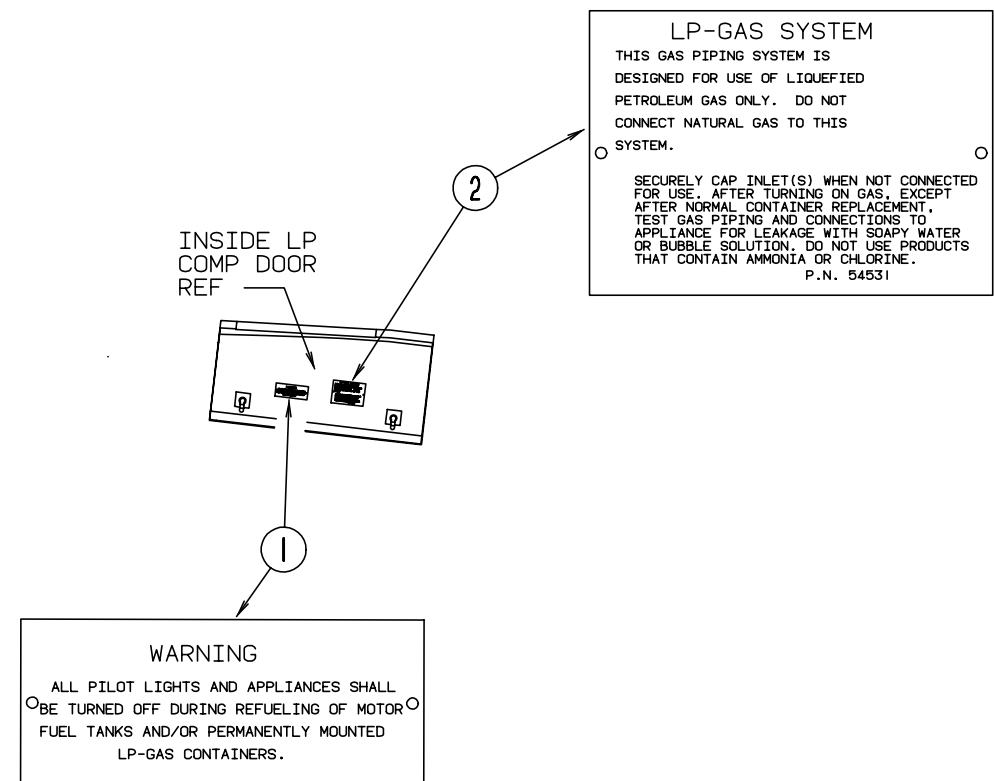 LP-GAS SYSTEM
THIS GAS PIPING SYSTEM IS
DESIGNED FOR USE OF LIQUEFIED
PETROLEUM GAS ONLY. DO NOT
CONNECT NATURAL GAS TO THIS
SYSTEM.
SECURELY CAP INLET(S) WHEN NOT CONNECTED
FOR USE. AFTER TURNING ON GAS, EXCEPT
AFTER NORMAL CONTAINER REPLACEMENT,
TEST GAS PIPING AND CONNECTIONS TO
APPLIANCE FOR LEAKAGE WITH SOAPY WATER
OR BUBBLE SOLUTION. DO NOT USE PRODUCTS
THAT CONTAIN AMMONIA OR CHLORINE.
P.N. 54531
2
INSIDE LP
COMP DOOR
REF
1
WARNING
ALL PILOT LIGHTS AND APPLIANCES SHALL
BE TURNED OFF DURING REFUELING OF MOTOR
FUEL TANKS AND/OR PERMANENTLY MOUNTED
LP-GAS CONTAINERS.